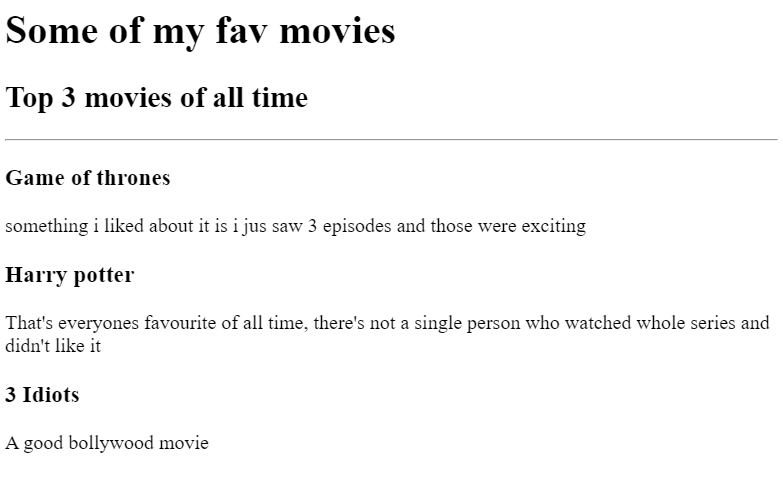 Some of my fav movies
Top 3 movies of all time
Game of thrones
something i liked about it is i jus saw 3 episodes and those were exciting
Harry potter
That's everyones favourite of all time, there's not a single person who watched whole series and
didn't like it
3 Idiots
A good bollywood movie